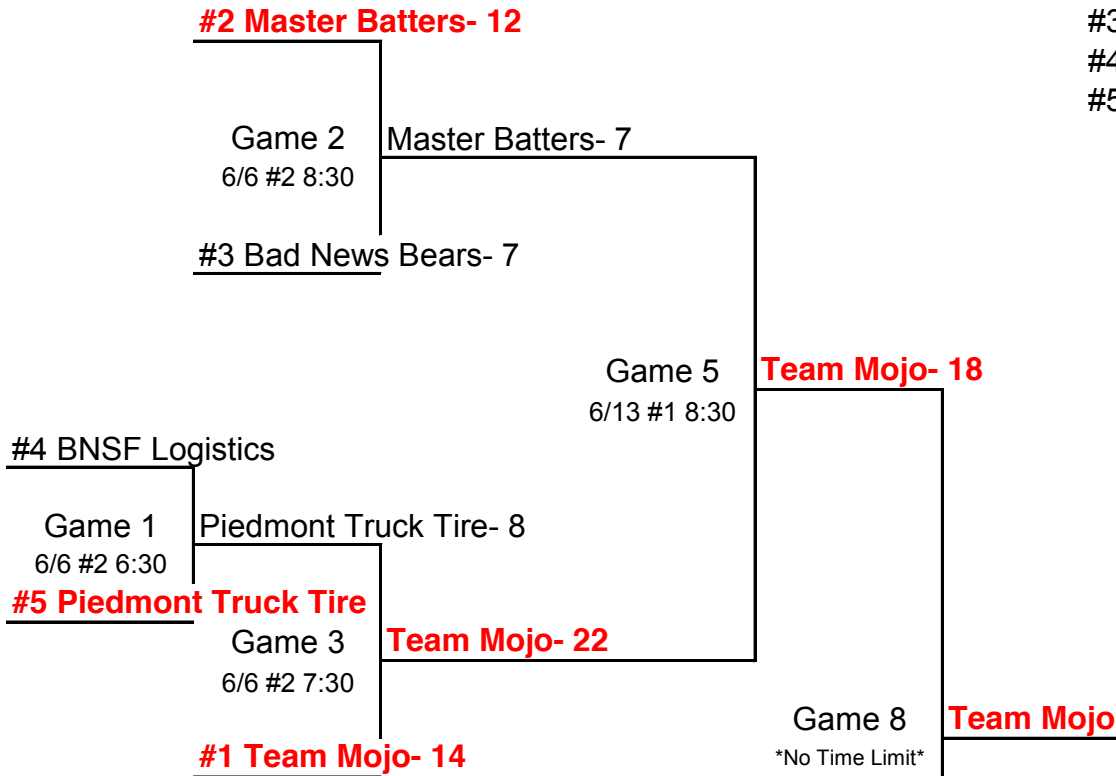 #2 Master Batters- 12
#3
#4
#5
Game 2
Master Batters- 7
6/6 #2 8:30
#3 Bad News Bears- 7
Game 5
Team Mojo- 18
6/13 #1 8:30
#4 BNSF Logistics
Game 1
Piedmont Truck Tire- 8
6/6 #2 6:30
#5 Piedmont Truck Tire
Game 3
Team Mojo- 22
6/6 #2 7:30
Game 8
Team Mojo
*No Time Limit*
#1 Team Mojo- 14